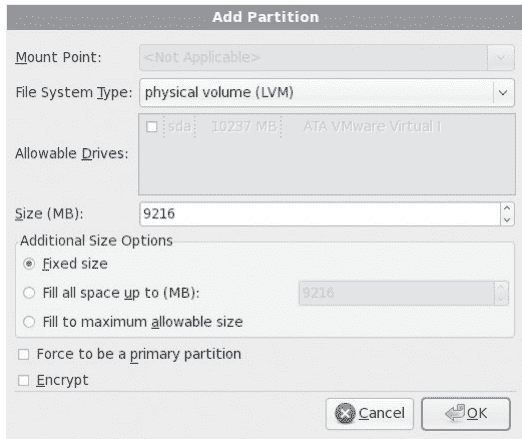 Add Partition
Mount Point: <Not Applicable>
File System Type: physical volume (LVM)
Allowable Drives:
sda 10237 MB ATA VMware Virtual I
Size (MB): 9216
Additional Size Options
Fixed size
Fill all space up to (MB): 9216
Fill to maximum allowable size
Force to be a primary partition
Encrypt
Cancel OK